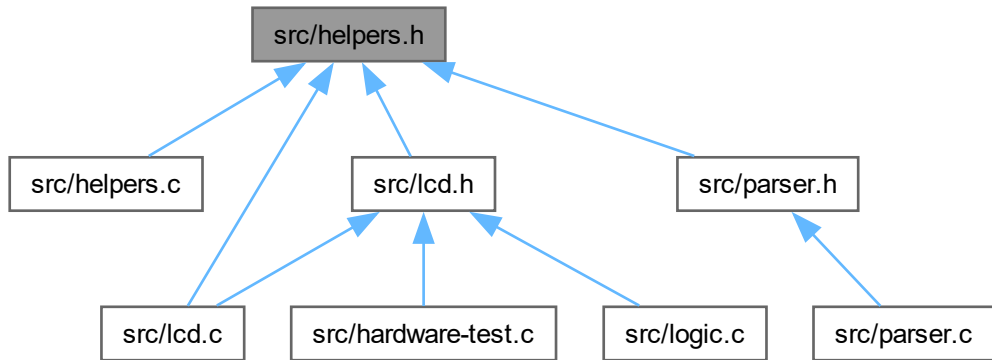 src/helpers.h
src/helpers.c
src/lcd.h
src/parser.h
src/lcd.c
src/hardware-test.c
src/logic.c
src/parser.c